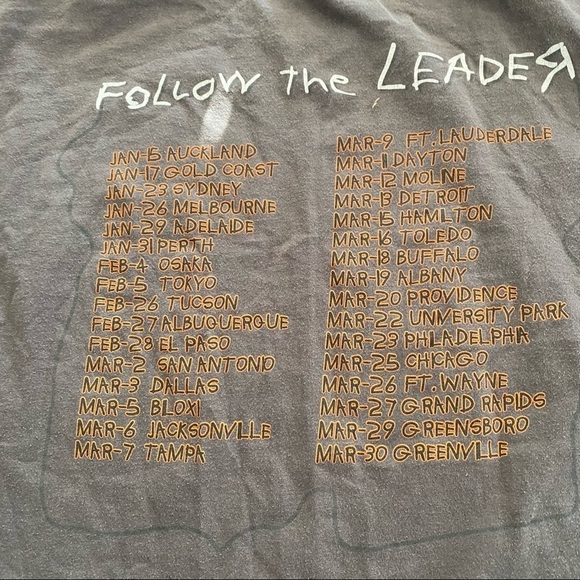 FOLLOW the LEADEЯ
JAN-15 AUCKLAND
JAN-17 GOLD COAST
JAN-23 SYDNEY
JAN-26 MELBOURNE
JAN-29 ADELAIDE
JAN-31 PERTH
FEB-4 OSAKA
FEB-5 TOKYO
FEB-26 TUCSON
FEB-27 ALBUQUERQUE
FEB-28 EL PASO
MAR-2 SAN ANTONIO
MAR-3 DALLAS
MAR-5 BLOXI
MAR-6 JACKSONVILLE
MAR-7 TAMPA
MAR-9 FT. LAUDERDALE
MAR-11 DAYTON
MAR-12 MOLNE
MAR-13 DETROIT
MAR-15 HAMILTON
MAR-16 TOLEDO
MAR-18 BUFFALO
MAR-19 ALBANY
MAR-20 PROVIDENCE
MAR-22 UNIVERSITY PARK
MAR-23 PHILADELPHA
MAR-25 CHICAGO
MAR-26 FT. WAYNE
MAR-27 GRAND RAPIDS
MAR-29 GREENSBORO
MAR-30 GREENVILLE